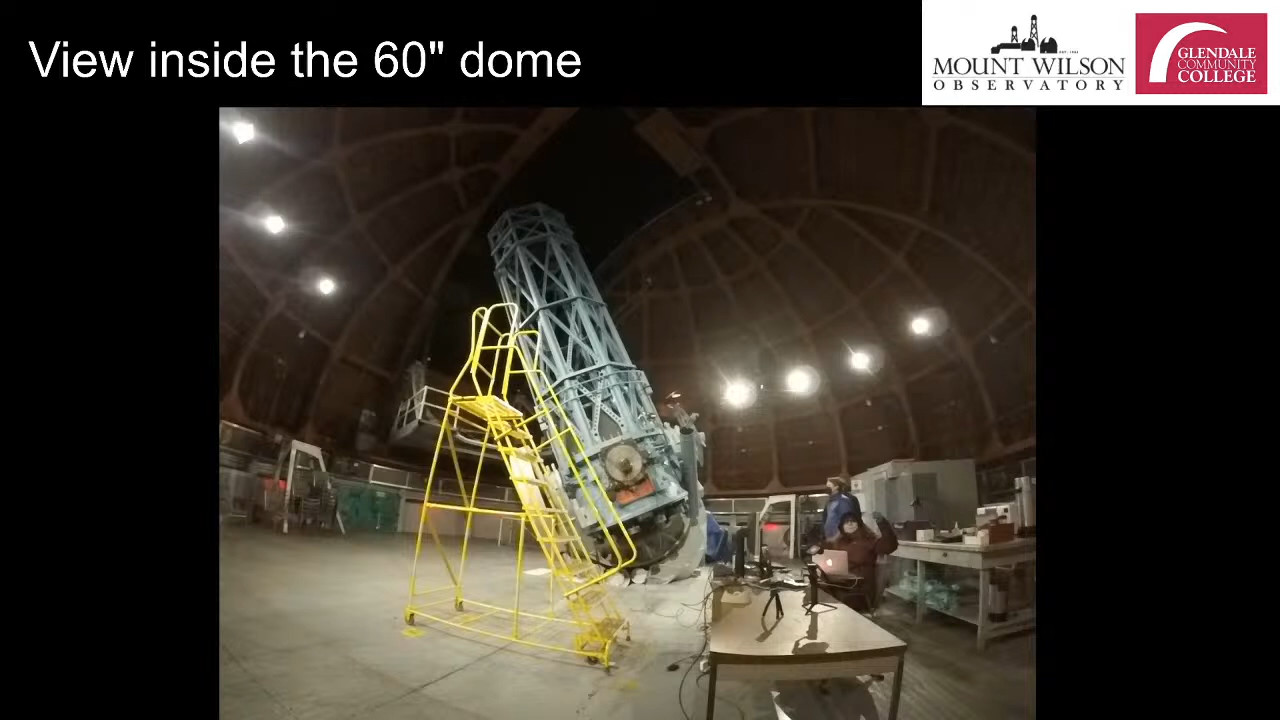 View inside the 60" dome
MOUNT WILSON
OBSERVATORY
GLENDALE
COMMUNITY
COLLEGE